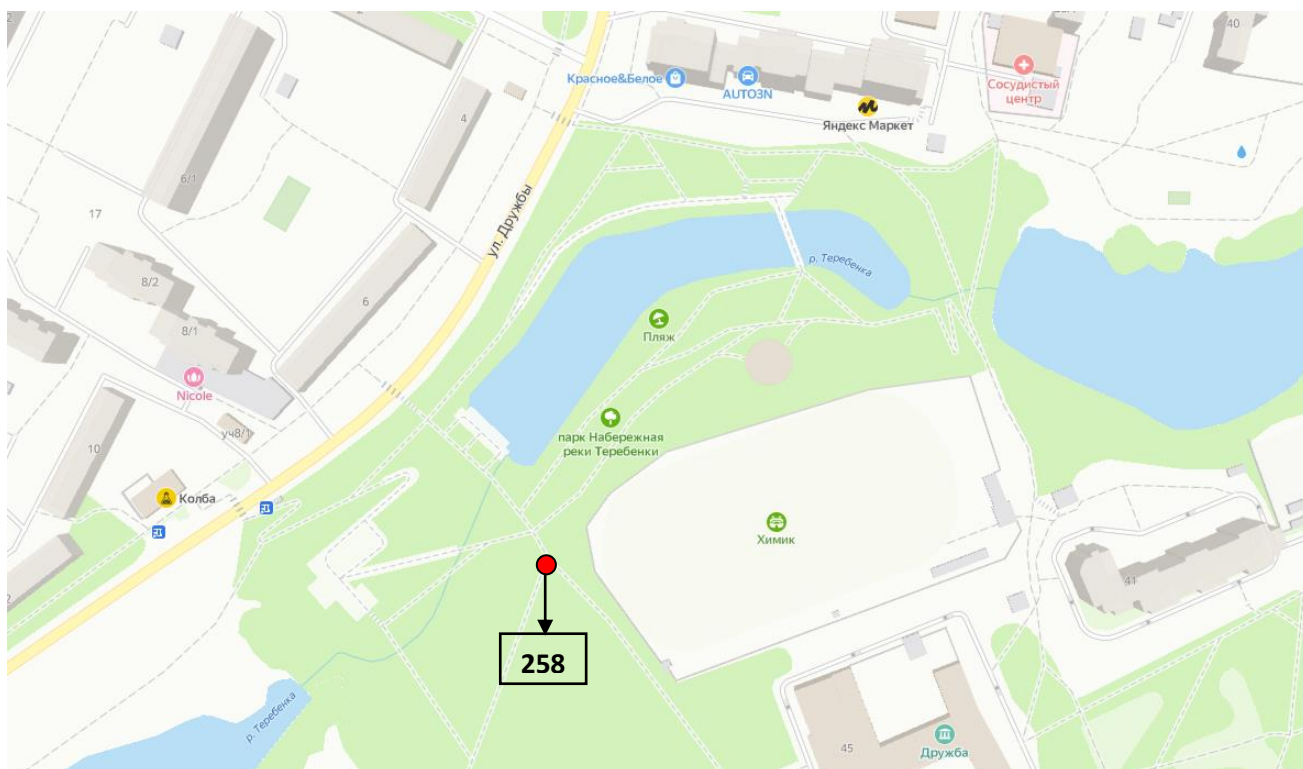 40
Красное&Белое
AUTO3N
Сосудистый
центр
Яндекс Маркет
4
6/1
17
ул. Дружбы
р. Теребенка
8/2
6
8/1
Пляж
Nicole
уч8/1
парк Набережная
реки Теребенки
10
Колба
Химик
41
258
р. Теребенка
45
Дружба